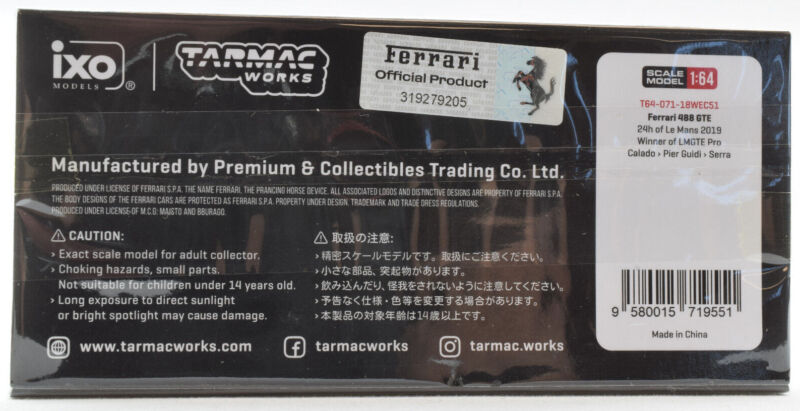 ixo
MODELS ®
TARMAC
WORKS
Ferrari
Official Product
319279205
SCALE
MODEL 1:64
T64-071-18WEC51
Ferrari 488 GTE
24h of Le Mans 2019
Winner of LMGTE Pro
Calado › Pier Guidi › Serra
Manufactured by Premium & Collectibles Trading Co. Ltd.
PRODUCED UNDER LICENSE OF FERRARI S.P.A. THE NAME FERRARI, THE PRANCING HORSE DEVICE, ALL ASSOCIATED LOGOS AND DISTINCTIVE DESIGNS ARE PROPERTY OF FERRARI S.P.A.
THE BODY DESIGNS OF THE FERRARI CARS ARE PROTECTED AS FERRARI S.P.A. PROPERTY UNDER DESIGN, TRADEMARK AND TRADE DRESS REGULATIONS.
PRODUCED UNDER LICENSE OF M.C.G. MAISTO AND BBURAGO.
⚠ CAUTION:
› Exact scale model for adult collector.
› Choking hazards, small parts.
Not suitable for children under 14 years old.
› Long exposure to direct sunlight
or bright spotlight may cause damage.
⚠ 取扱の注意:
› 精密スケールモデルです。取扱にご注意ください。
› 小さな部品、突起物があります。
› 飲み込んだり、怪我をされないように注意してください。
› 予告なく仕様・色等を変更する場合があります。
› 本製品の対象年齢は14歳以上です。
www.tarmacworks.com
tarmacworks
tarmac.works
9 580015 719551
Made in China